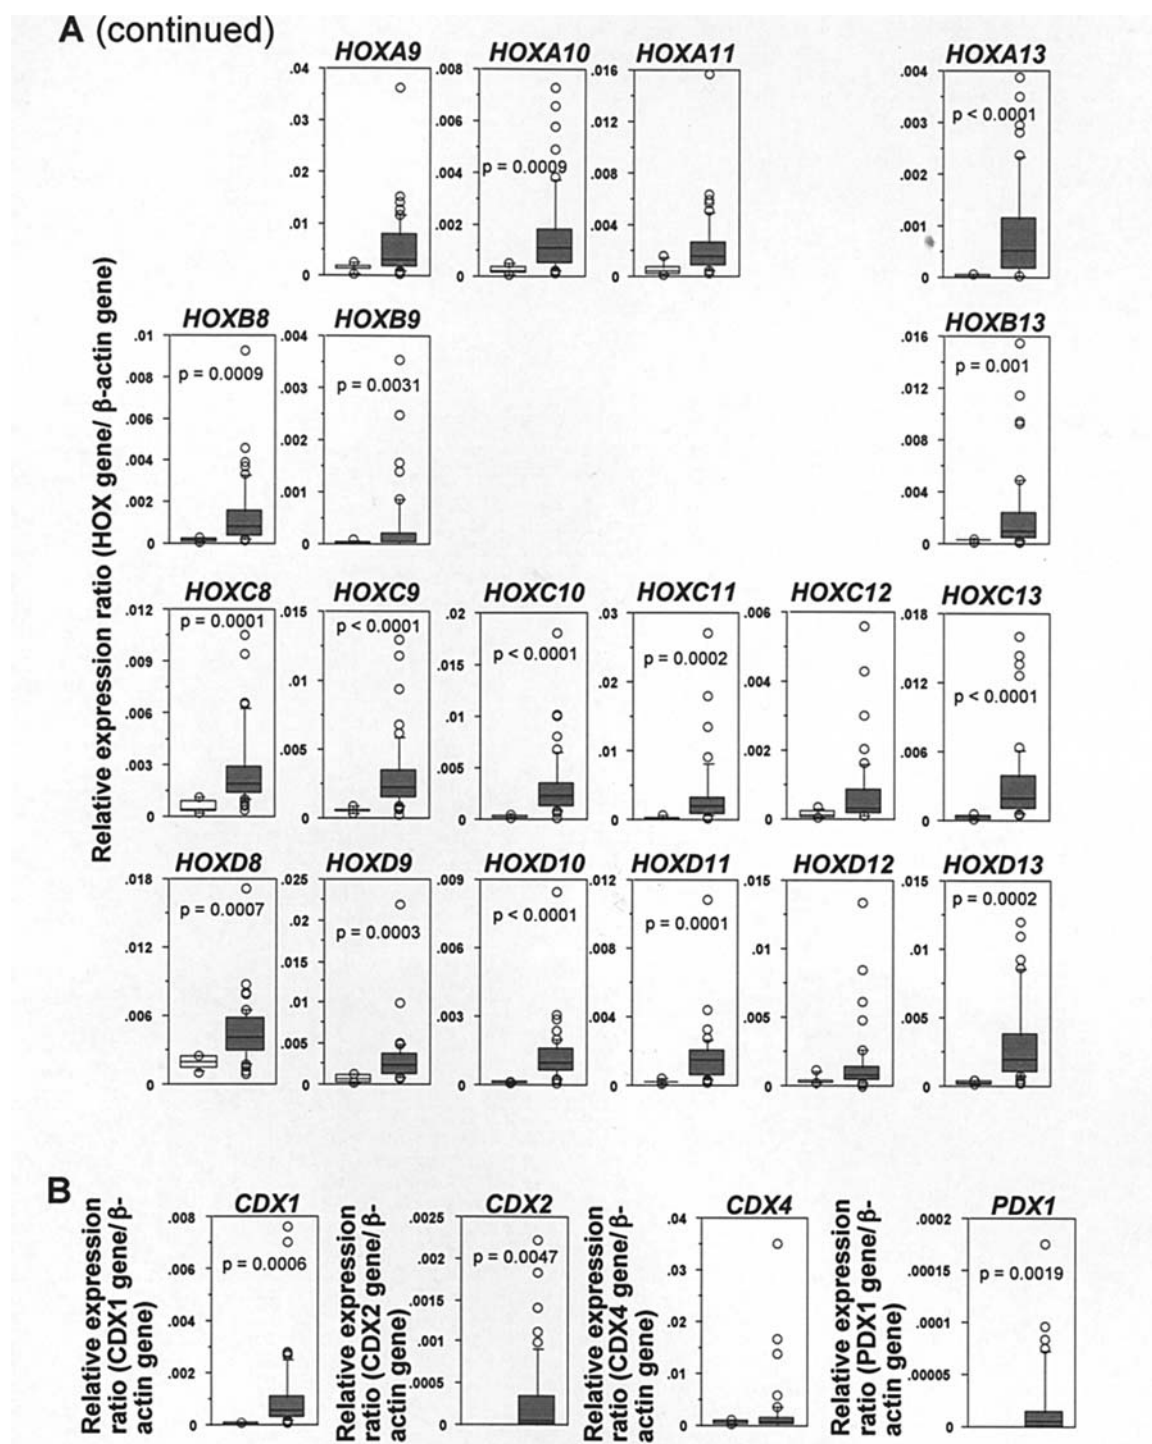 A (continued)
HOXA9 HOXA10 HOXA11 HOXA13
.04 .03 .02 .01 0
.008 .006 .004 .002 0
p = 0.0009
.016 .012 .008 .004 0
.004 .003 .002 .001 0
p < 0.0001
Relative expression ratio (HOX gene/ β-actin gene)
HOXB8 HOXB9 HOXB13
.01 .008 .006 .004 .002 0
p = 0.0009
.004 .003 .002 .001 0
p = 0.0031
.016 .012 .008 .004 0
p = 0.001
HOXC8 HOXC9 HOXC10 HOXC11 HOXC12 HOXC13
.012 .009 .006 .003 0
p = 0.0001
.015 .01 .005 0
p < 0.0001
.02 .015 .01 .005 0
p < 0.0001
.03 .02 .01 0
p = 0.0002
.006 .004 .002 0
.018 .012 .006 0
p < 0.0001
HOXD8 HOXD9 HOXD10 HOXD11 HOXD12 HOXD13
.018 .012 .006 0
p = 0.0007
.025 .02 .015 .01 .005 0
p = 0.0003
.009 .006 .003 0
p < 0.0001
.012 .008 .004 0
p = 0.0001
.015 .01 .005 0
.015 .01 .005 0
p = 0.0002
B
CDX1 CDX2 CDX4 PDX1
Relative expression
ratio (CDX1 gene/ β-
actin gene)
.008 .006 .004 .002 0
p = 0.0006
Relative expression
ratio (CDX2 gene/ β-
actin gene)
.0025 .002 .0015 .001 .0005 0
p = 0.0047
Relative expression
ratio (CDX4 gene/ β-
actin gene)
.04 .03 .02 .01 0
Relative expression
ratio (PDX1 gene/ β-
actin gene)
.0002 .00015 .0001 .00005 0
p = 0.0019